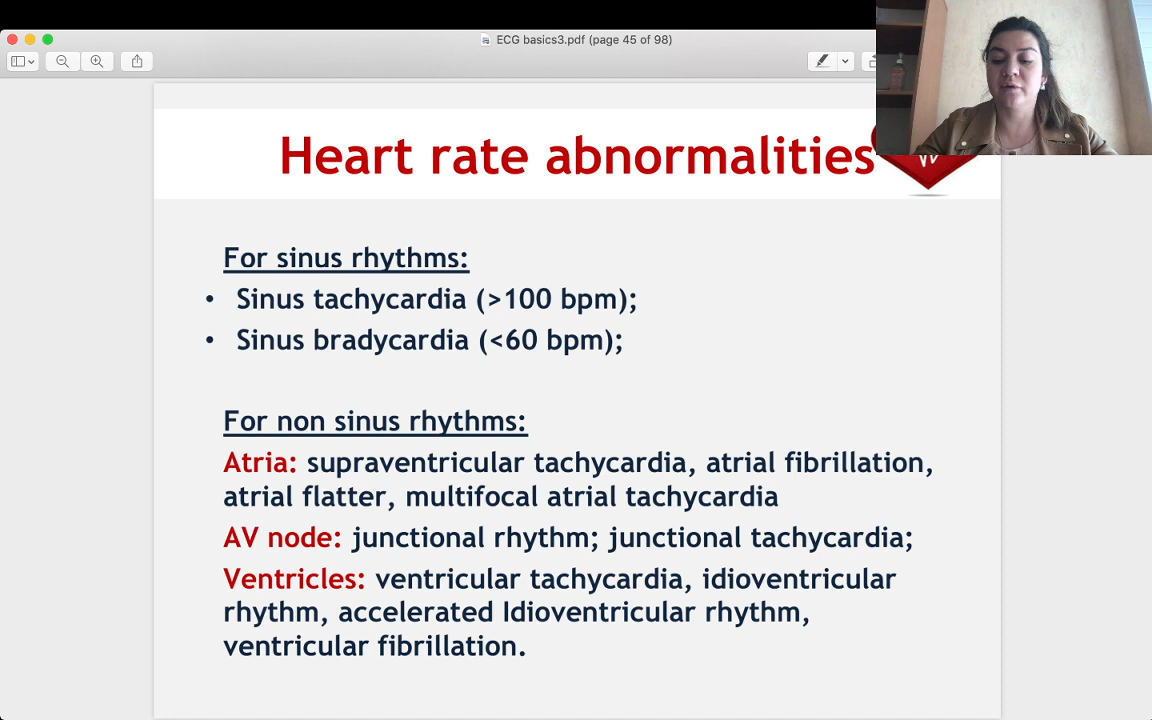 ECG basics3.pdf (page 45 of 98)
Heart rate abnormalities
For sinus rhythms:
• Sinus tachycardia (>100 bpm);
• Sinus bradycardia (<60 bpm);
For non sinus rhythms:
Atria: supraventricular tachycardia, atrial fibrillation,
atrial flutter, multifocal atrial tachycardia
AV node: junctional rhythm; junctional tachycardia;
Ventricles: ventricular tachycardia, idioventricular
rhythm, accelerated Idioventricular rhythm,
ventricular fibrillation.